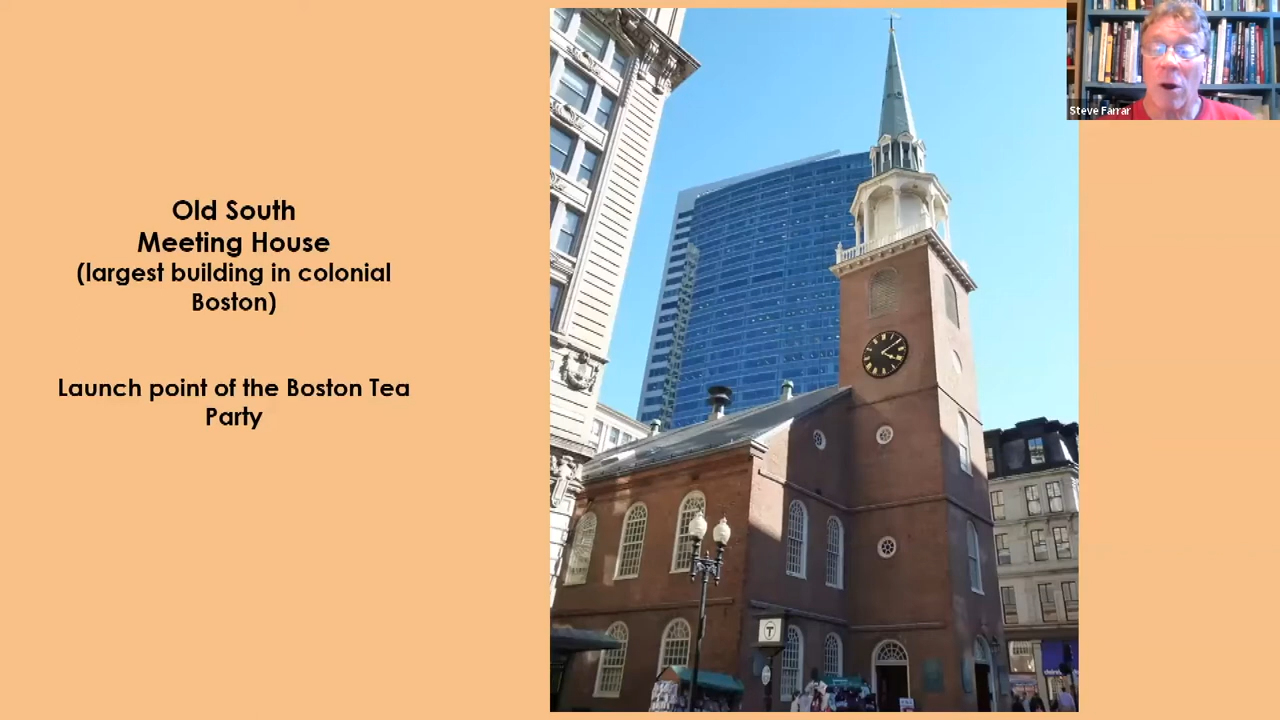 Old South
Meeting House
(largest building in colonial
Boston)
Launch point of the Boston Tea
Party
Steve Farrar
T